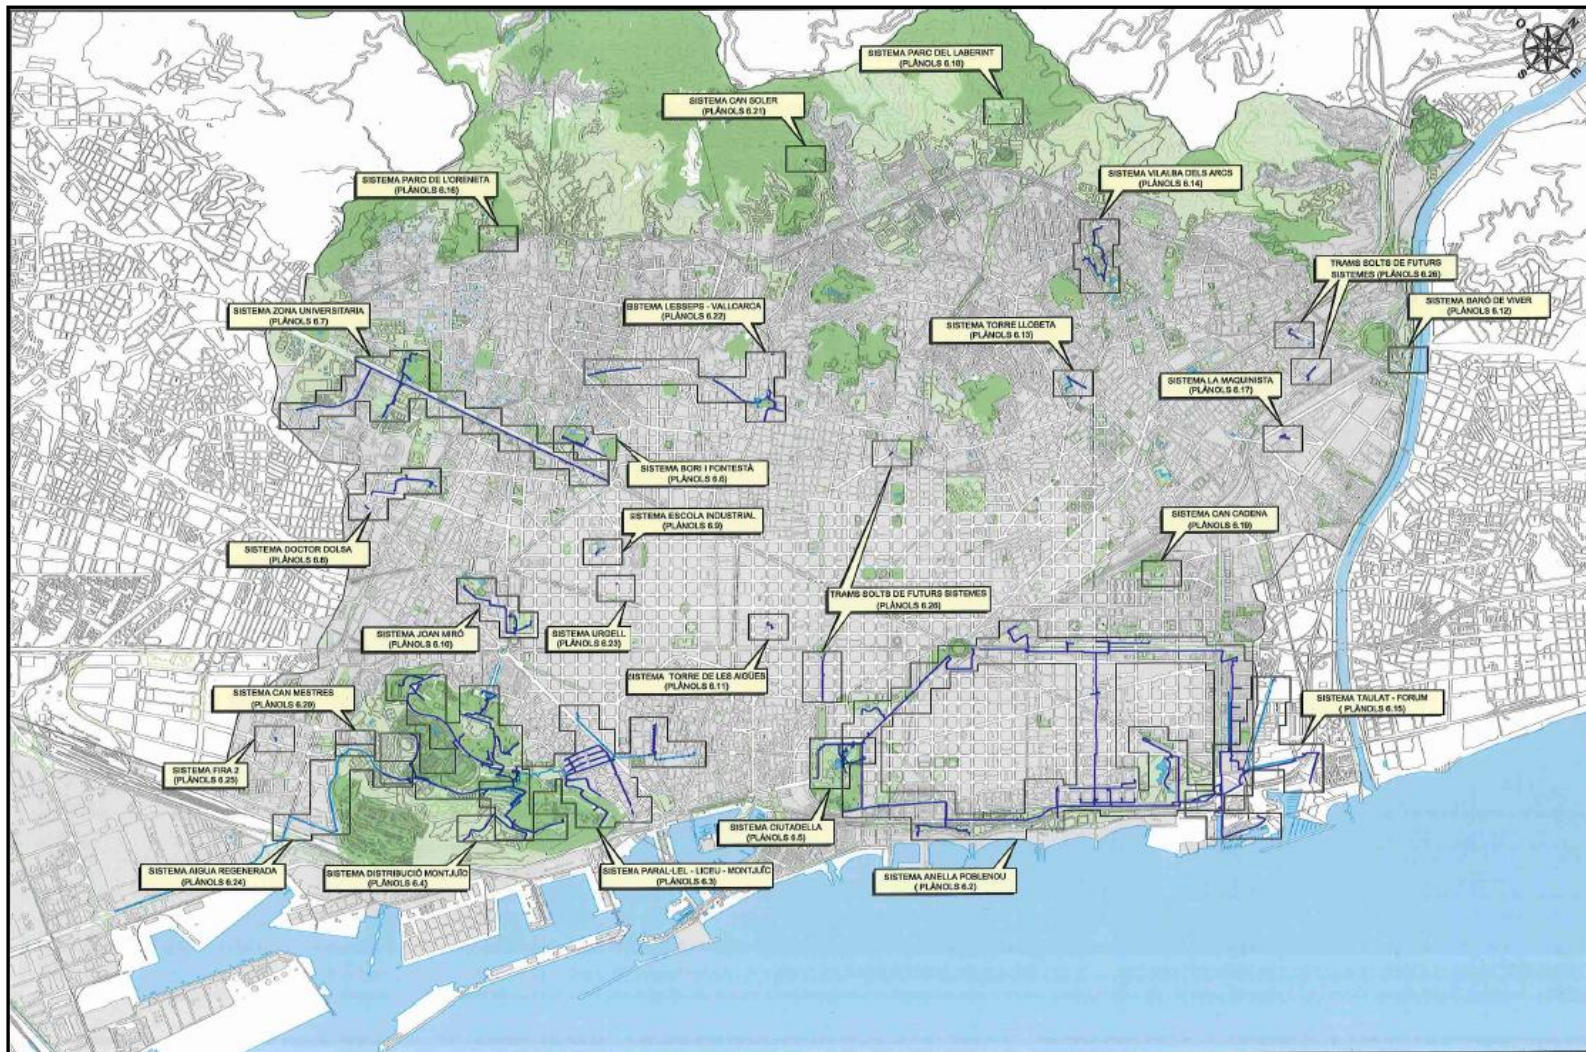 O
N
S
E
SISTEMA PARC DEL LABERINT
(PLÀNOLS 6.18)
SISTEMA CAN SOLER
(PLÀNOLS 6.21)
SISTEMA PARC DE L'ORENETA
(PLÀNOLS 6.16)
SISTEMA VILALBA DELS ARCS
(PLÀNOLS 6.14)
TRAMS SOLTS DE FUTURS
SISTEMES (PLÀNOLS 6.26)
SISTEMA BARÓ DE VIVER
(PLÀNOLS 6.12)
SISTEMA ZONA UNIVERSITARIA
(PLÀNOLS 6.7)
SISTEMA LESSEPS - VALLCARCA
(PLÀNOLS 6.22)
SISTEMA TORRE LLOBETA
(PLÀNOLS 6.13)
SISTEMA LA MAQUINISTA
(PLÀNOLS 6.17)
SISTEMA BORI I FONTESTÀ
(PLÀNOLS 6.6)
SISTEMA ESCOLA INDUSTRIAL
(PLÀNOLS 6.9)
SISTEMA CAN CADENA
(PLÀNOLS 6.19)
SISTEMA DOCTOR DOLSA
(PLÀNOLS 6.8)
TRAMS SOLTS DE FUTURS SISTEMES
(PLÀNOLS 6.26)
SISTEMA JOAN MIRÓ
(PLÀNOLS 6.10)
SISTEMA URGELL
(PLÀNOLS 6.23)
SISTEMA TORRE DE LES AIGÜES
(PLÀNOLS 6.11)
SISTEMA CAN MESTRES
(PLÀNOLS 6.20)
SISTEMA TAULAT - FORUM
( PLÀNOLS 6.15)
SISTEMA FIRA 2
(PLÀNOLS 6.25)
SISTEMA CIUTADELLA
(PLÀNOLS 6.5)
SISTEMA AIGUA REGENERADA
(PLÀNOLS 6.24)
SISTEMA DISTRIBUCIÓ MONTJUÏC
(PLÀNOLS 6.4)
SISTEMA PARAL·LEL - LICEU - MONTJUÏC
(PLÀNOLS 6.3)
SISTEMA ANELLA POBLENOU
( PLÀNOLS 6.2)